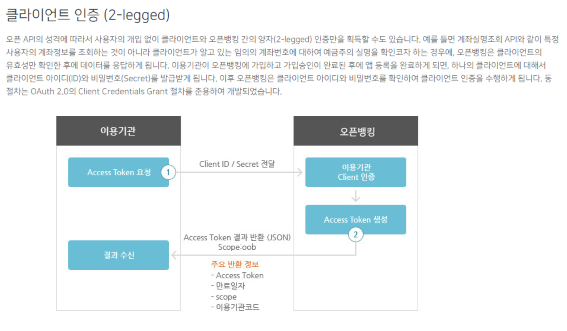 클라이언트 인증 (2-legged)
오픈 API의 성격에 따라서 사용자의 개입 없이 클라이언트와 오픈뱅킹 간의 양자(2-legged) 인증만을 획득할 수도 있습니다. 예를 들면 계좌실명조회 API와 같이 특정
사용자의 계좌정보를 조회하는 것이 아니라 클라이언트가 알고 있는 임의의 계좌번호에 대하여 예금주의 실명을 확인코자 하는 경우에, 오픈뱅킹은 클라이언트의
유효성만 확인한 후에 데이터를 응답하게 됩니다. 이용기관이 오픈뱅킹에 가입하고 가입승인이 완료된 후에 앱 등록을 완료하게 되면, 하나의 클라이언트에 대해서
클라이언트 아이디(ID)와 비밀번호(Secret)를 발급받게 됩니다. 이후 오픈뱅킹은 클라이언트 아이디와 비밀번호를 확인하여 클라이언트 인증을 수행하게 됩니다. 동
절차는 OAuth 2.0의 Client Credentials Grant 절차를 준용하여 개발되었습니다.
이용기관
오픈뱅킹
Access Token 요청
1
Client ID / Secret 전달
이용기관
Client 인증
Access Token 생성
2
Access Token 결과 반환 (JSON)
Scope:oob
결과 수신
주요 반환 정보
- Access Token
- 만료일자
- scope
- 이용기관코드